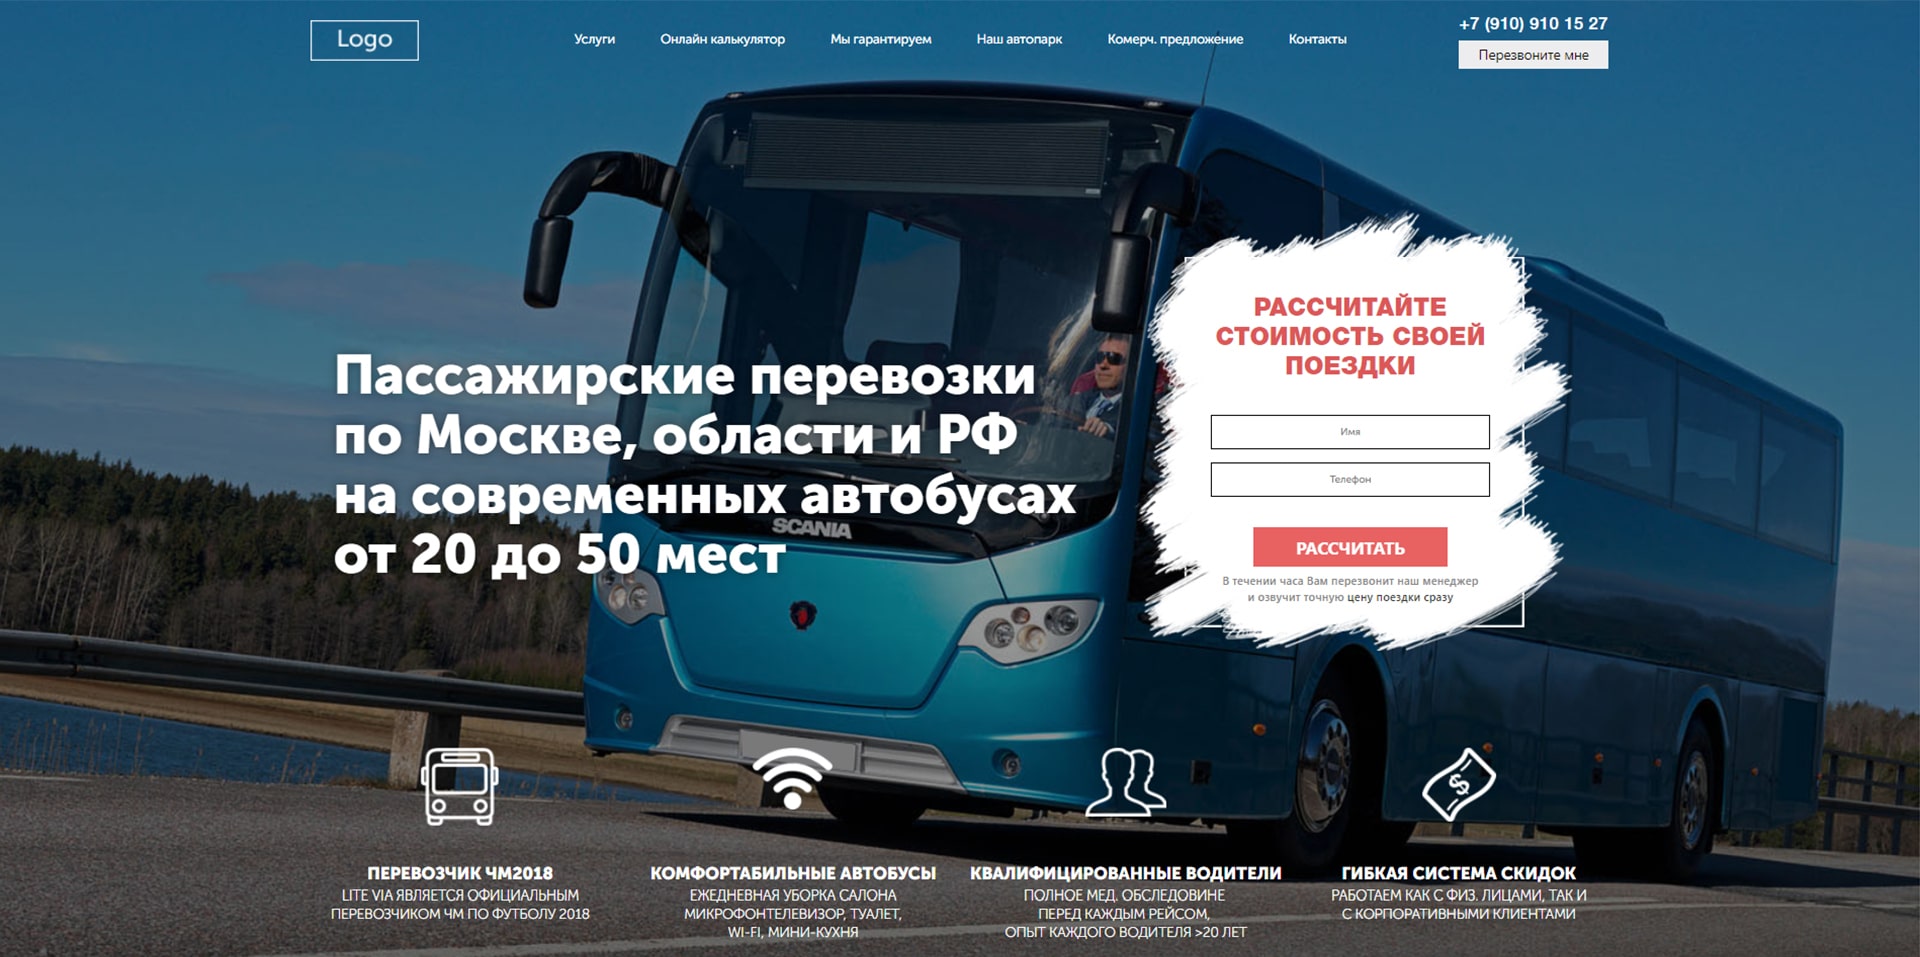 Logo
Услуги
Онлайн калькулятор
Мы гарантируем
Наш автопарк
Комерч. предложение
Контакты
+7 (910) 910 15 27
Перезвоните мне
Пассажирские перевозки
по Москве, области и РФ
на современных автобусах
от 20 до 50 мест
SCANIA
РАССЧИТАЙТЕ
СТОИМОСТЬ СВОЕЙ
ПОЕЗДКИ
Имя
Телефон
РАССЧИТАТЬ
В течении часа Вам перезвонит наш менеджер
и озвучит точную цену поездки сразу
ПЕРЕВОЗЧИК ЧМ2018
LITE VIA ЯВЛЯЕТСЯ ОФИЦИАЛЬНЫМ
ПЕРЕВОЗЧИКОМ ЧМ ПО ФУТБОЛУ 2018
КОМФОРТАБИЛЬНЫЕ АВТОБУСЫ
ЕЖЕДНЕВНАЯ УБОРКА САЛОНА
МИКРОФОНТЕЛЕВИЗОР, ТУАЛЕТ,
WI-FI, МИНИ-КУХНЯ
КВАЛИФИЦИРОВАННЫЕ ВОДИТЕЛИ
ПОЛНОЕ МЕД. ОБСЛЕДОВИНЕ
ПЕРЕД КАЖДЫМ РЕЙСОМ,
ОПЫТ КАЖДОГО ВОДИТЕЛЯ >20 ЛЕТ
ГИБКАЯ СИСТЕМА СКИДОК
РАБОТАЕМ КАК С ФИЗ. ЛИЦАМИ, ТАК И
С КОРПОРАТИВНЫМИ КЛИЕНТАМИ